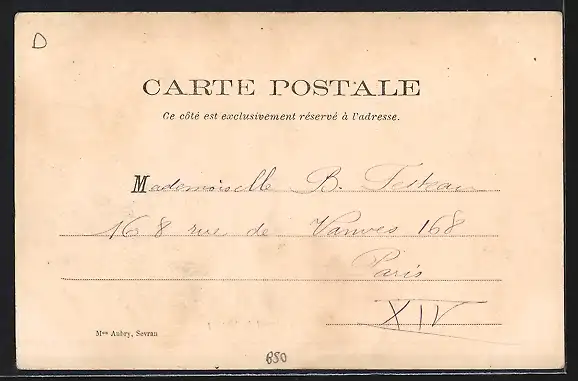 D
CARTE POSTALE
Ce côté est exclusivement réservé à l'adresse.
Mademoiselle B.
168 rue de Vanves 168
Paris
XIV
Mme Aubry, Sevran
650